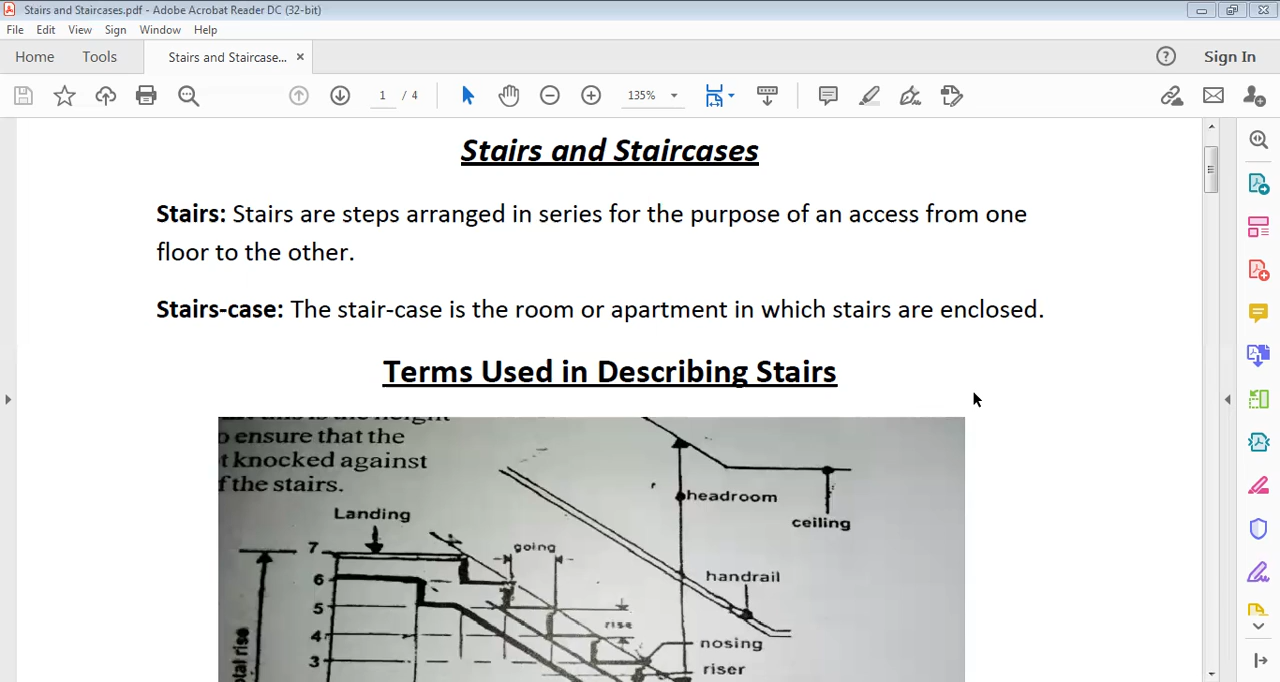 Stairs and Staircases.pdf - Adobe Acrobat Reader DC (32-bit)
File Edit View Sign Window Help
Home Tools Stairs and Staircase... × Sign In
1 / 4 135%
Stairs and Staircases
Stairs: Stairs are steps arranged in series for the purpose of an access from one
floor to the other.
Stairs-case: The stair-case is the room or apartment in which stairs are enclosed.
Terms Used in Describing Stairs
ensure that the
knocked against
the stairs.
headroom
Landing
ceiling
7
going
6
handrail
5
rise
4
nosing
3
riser
rise